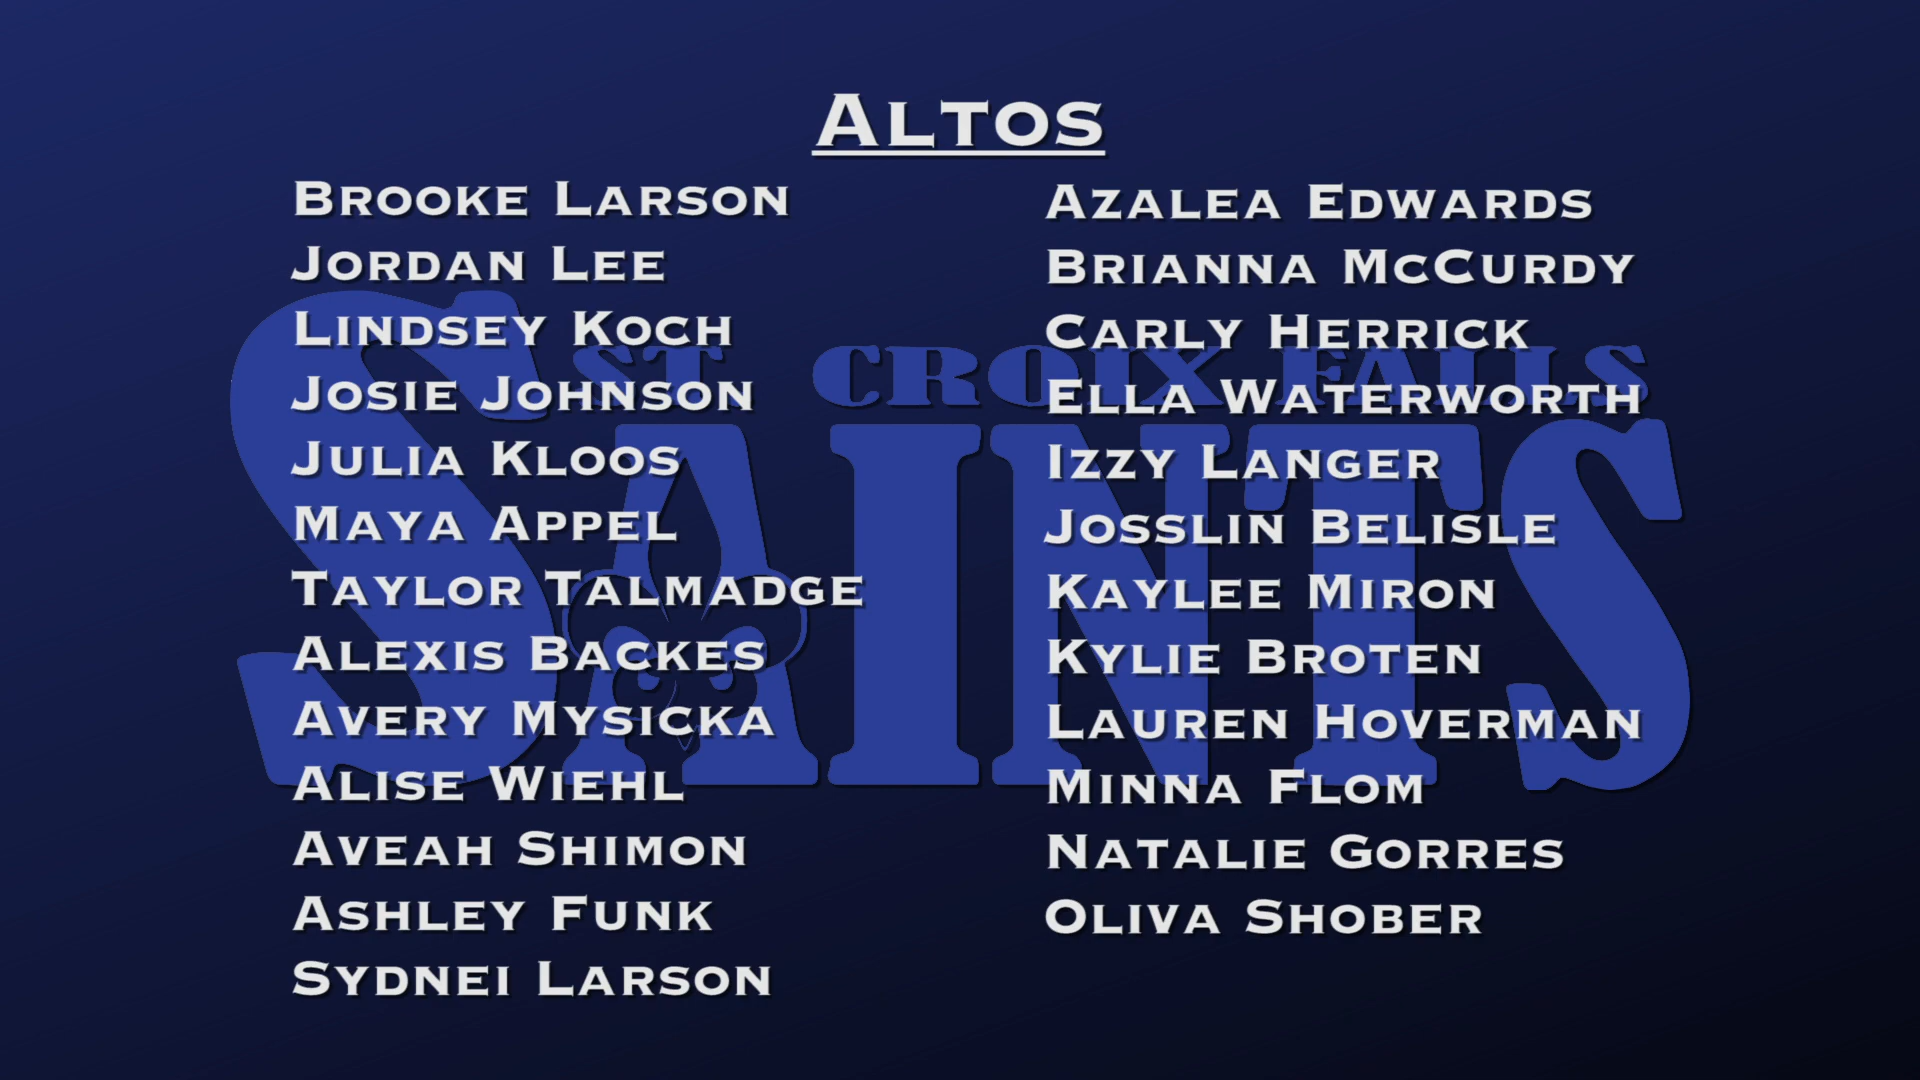 Altos
Brooke Larson
Jordan Lee
Lindsey Koch
Josie Johnson
Julia Kloos
Maya Appel
Taylor Talmadge
Alexis Backes
Avery Mysicka
Alise Wiehl
Aveah Shimon
Ashley Funk
Sydnei Larson
Azalea Edwards
Brianna McCurdy
Carly Herrick
Ella Waterworth
Izzy Langer
Josslin Belisle
Kaylee Miron
Kylie Broten
Lauren Hoverman
Minna Flom
Natalie Gorres
Oliva Shober
ST. CROIX FALLS
SAINTS